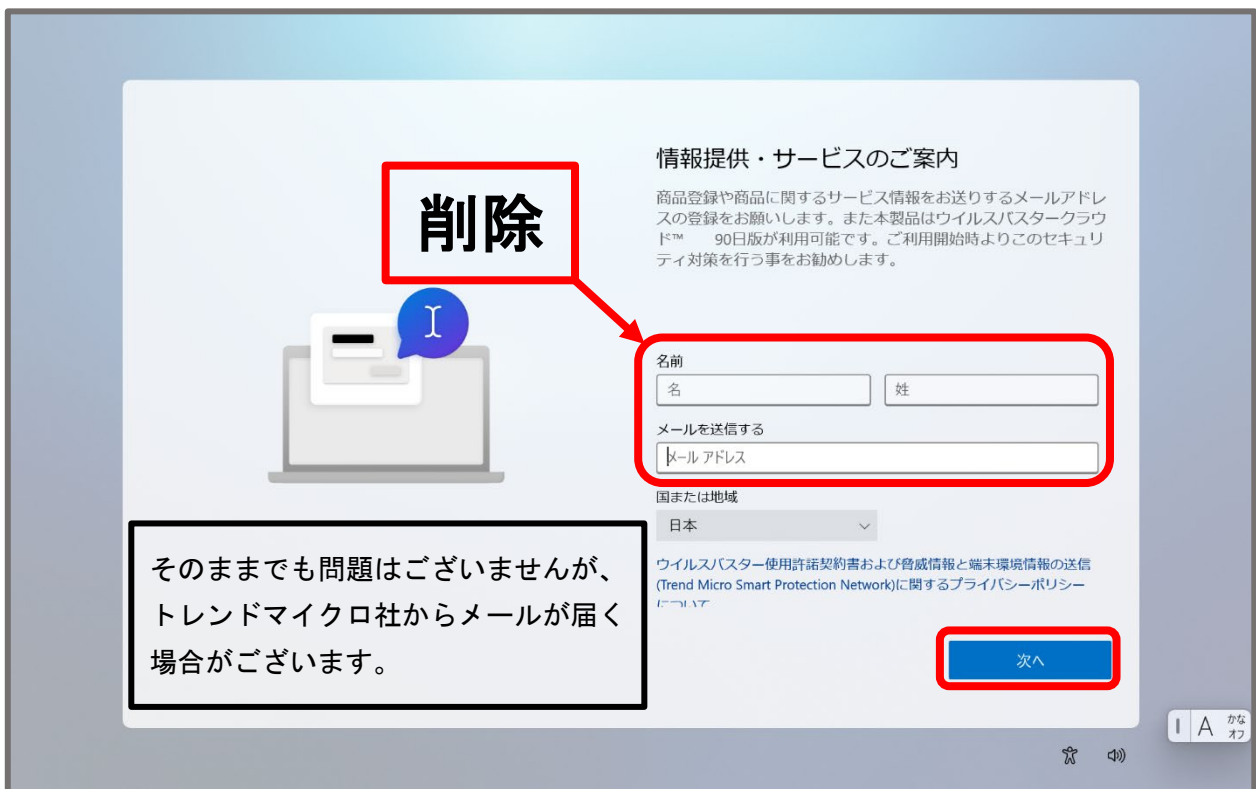 情報提供・サービスのご案内
商品登録や商品に関するサービス情報をお送りするメールアドレ
スの登録をお願いします。また本製品はウイルスバスタークラウ
ド™ 90日版が利用可能です。ご利用開始時よりこのセキュリ
ティ対策を行う事をお勧めします。
削除
名前
名 姓
メールを送信する
メール アドレス
国または地域
日本
ウイルスバスター使用許諾契約書および脅威情報と端末環境情報の送信
(Trend Micro Smart Protection Network)に関するプライバシーポリシー
について
そのままでも問題はございませんが、
トレンドマイクロ社からメールが届く
場合がございます。
次へ
A かな
オフ